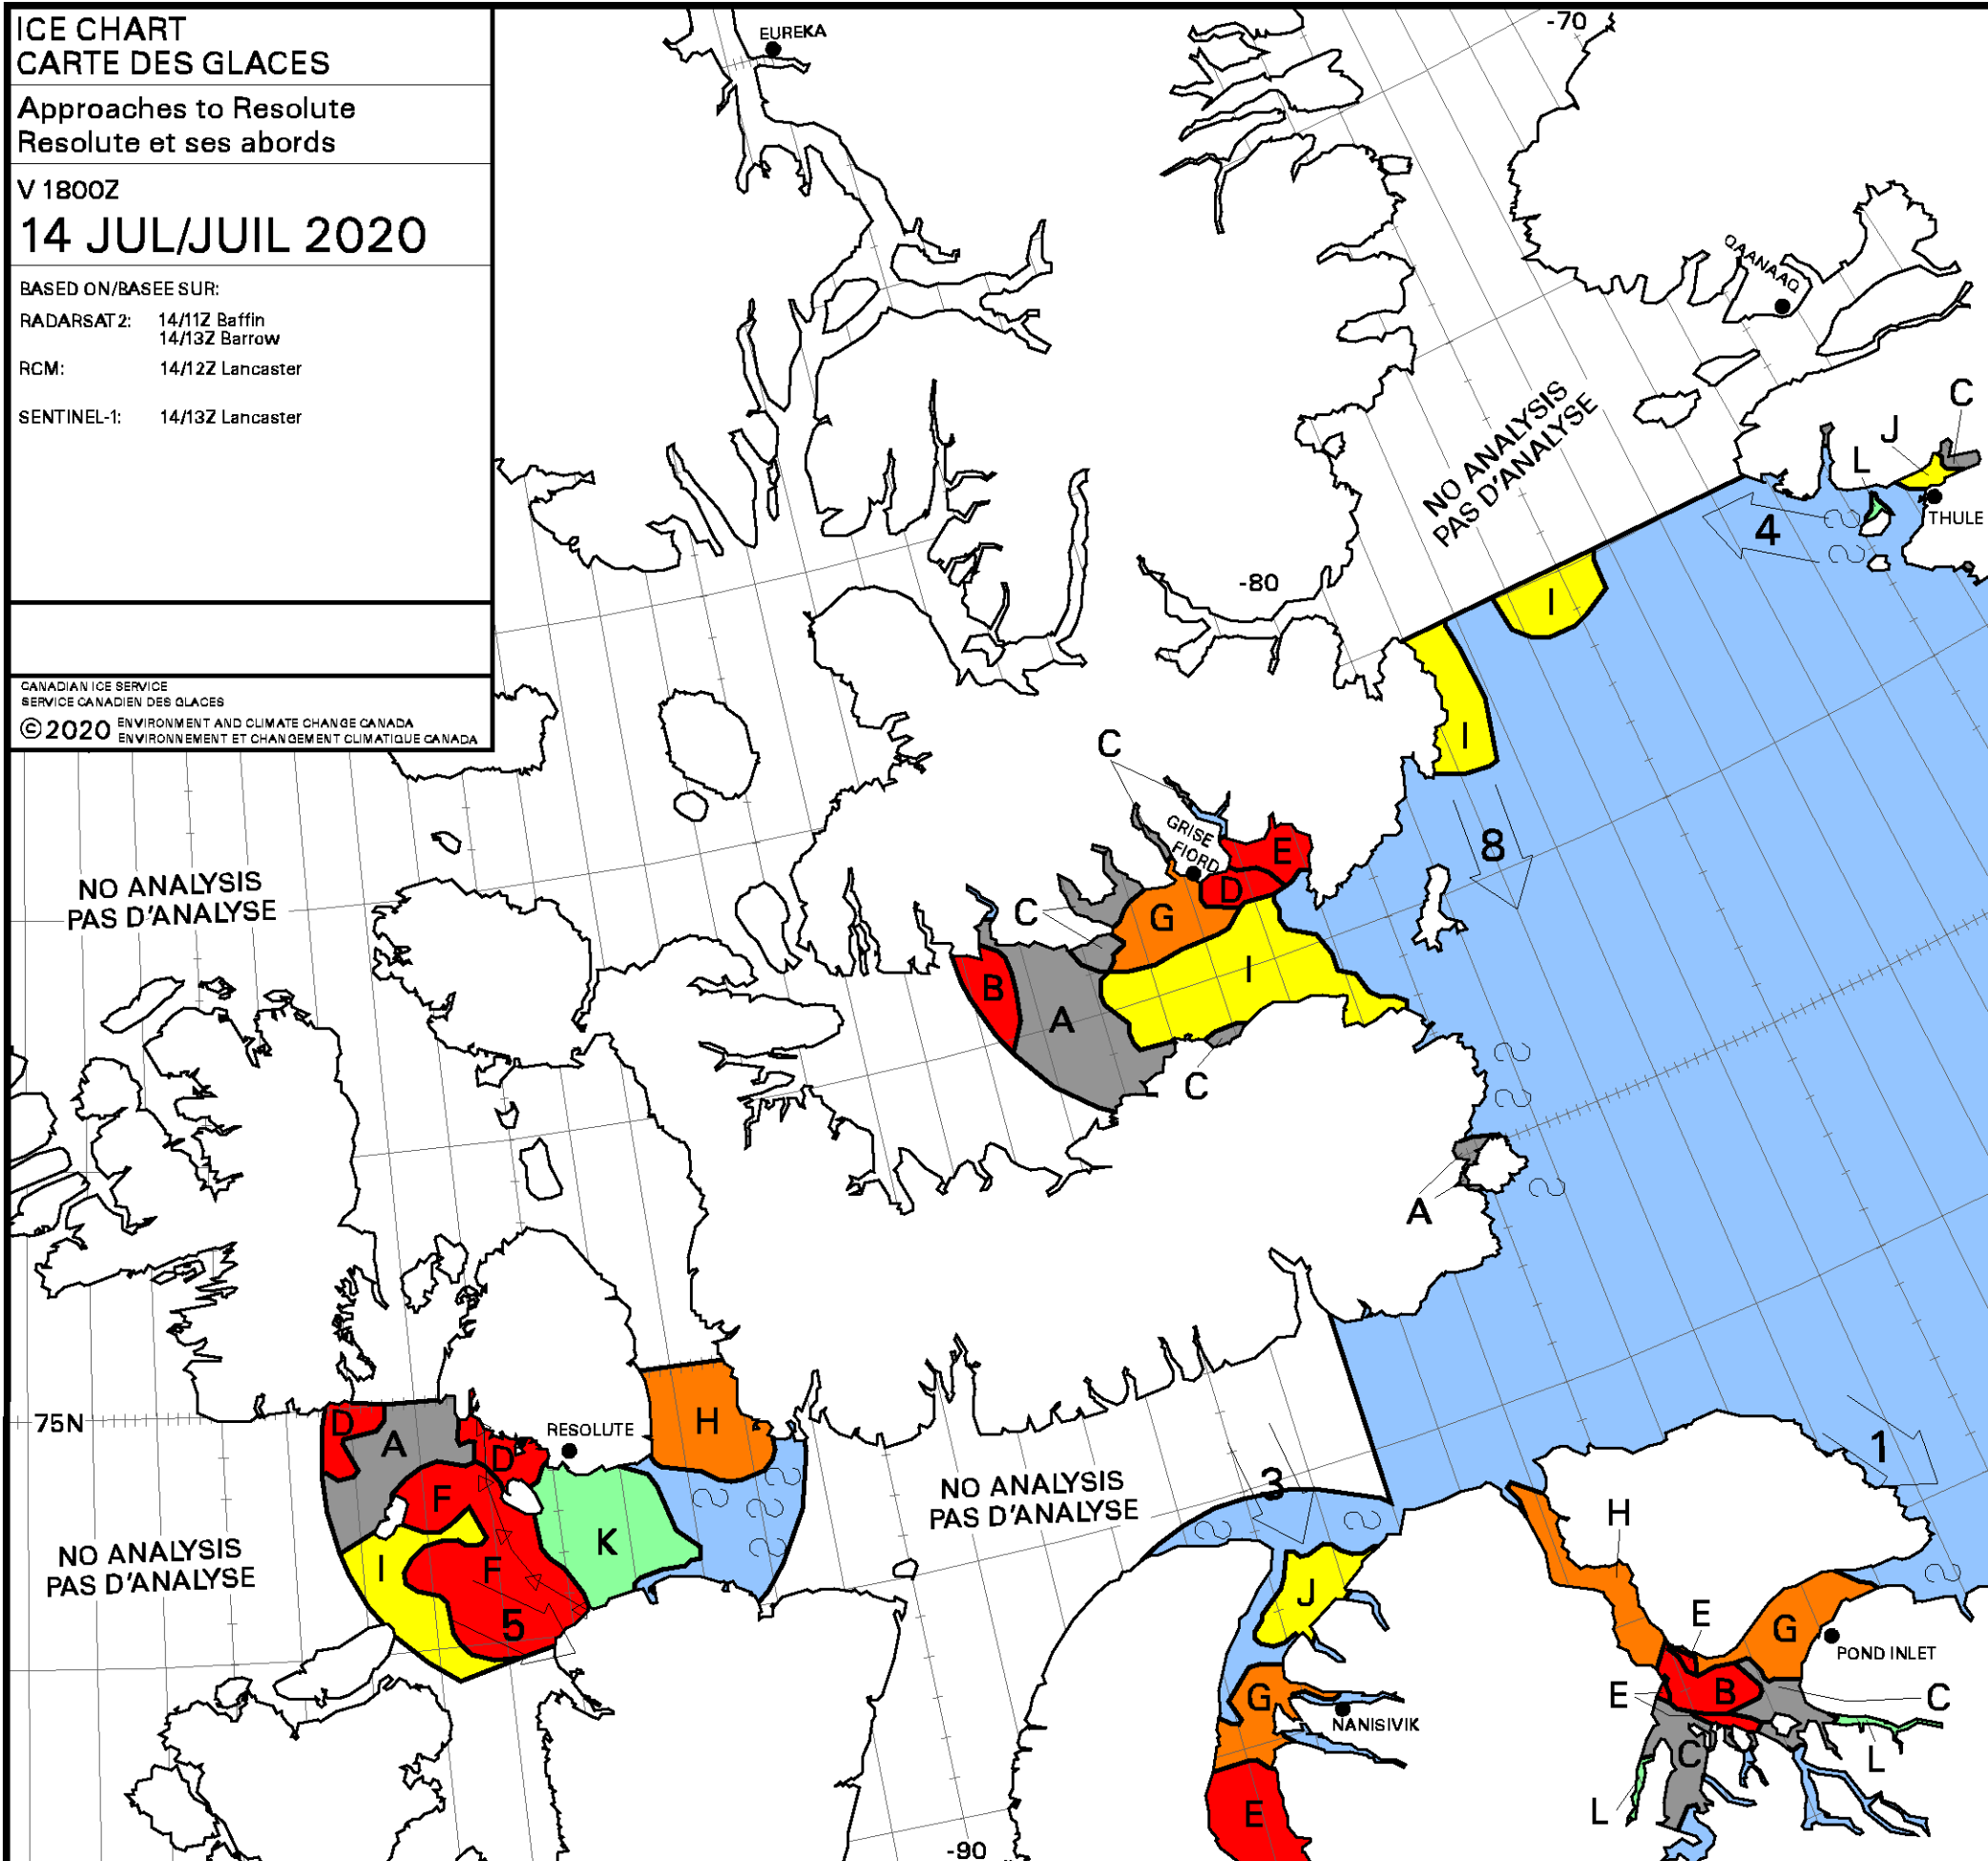 ICE CHART
CARTE DES GLACES
Approaches to Resolute
Resolute et ses abords
V 1800Z
14 JUL/JUIL 2020
BASED ON/BASEE SUR:
RADARSAT2: 14/11Z Baffin
14/13Z Barrow
RCM: 14/12Z Lancaster
SENTINEL-1: 14/13Z Lancaster
CANADIAN ICE SERVICE
SERVICE CANADIEN DES GLACES
© 2020 ENVIRONMENT AND CLIMATE CHANGE CANADA
ENVIRONNEMENT ET CHANGEMENT CLIMATIQUE CANADA
EUREKA
-70
QAANAAQ
NO ANALYSIS
PAS D'ANALYSE
C
J
L
THULE
4
-80
I
I
C
8
GRISE
FIORD
E
D
C
G
I
B
A
C
A
NO ANALYSIS
PAS D'ANALYSE
75N
D
A
D
RESOLUTE
H
F
K
I
F
5
NO ANALYSIS
PAS D'ANALYSE
NO ANALYSIS
PAS D'ANALYSE
3
1
H
J
E
G
POND INLET
G
NANISIVIK
E
B
C
C
L
L
E
-90